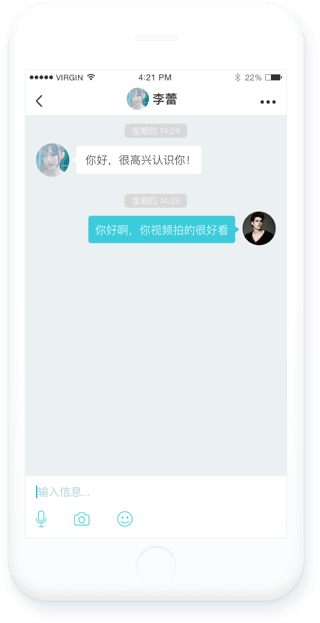 VIRGIN 4:21 PM 22%
李蕾
星期四 14:24
你好，很高兴认识你！
星期四 14:28
你好啊，你视频拍的很好看
输入信息...